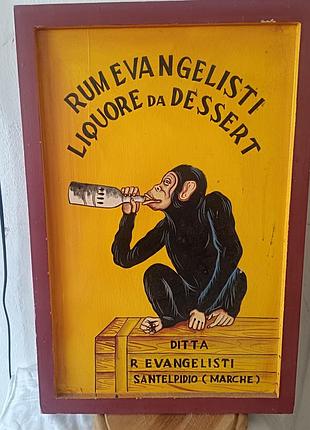 RUM EVANGELISTI
LIQUORE DA DESSERT
DITTA
R EVANGELISTI
SANTELPIDIO (MARCHE)